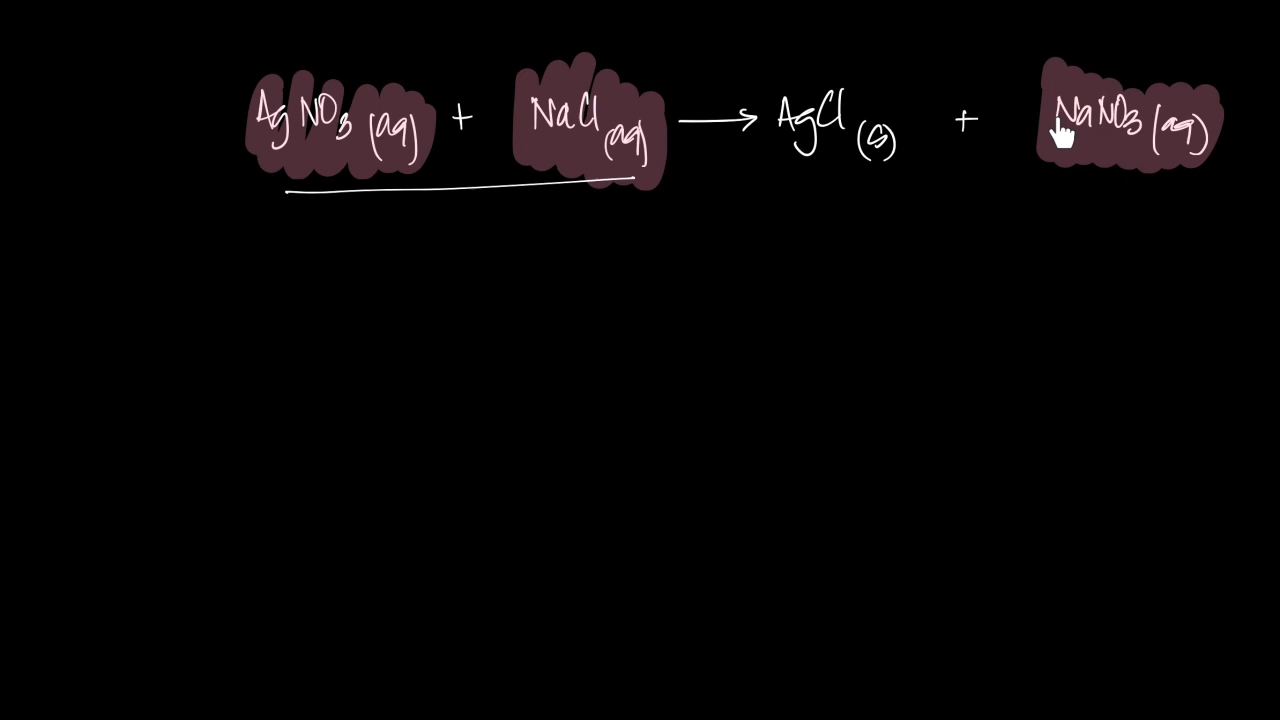 AgNO₃(aq) + NaCl(aq) → AgCl(s) + NaNO₃(aq)